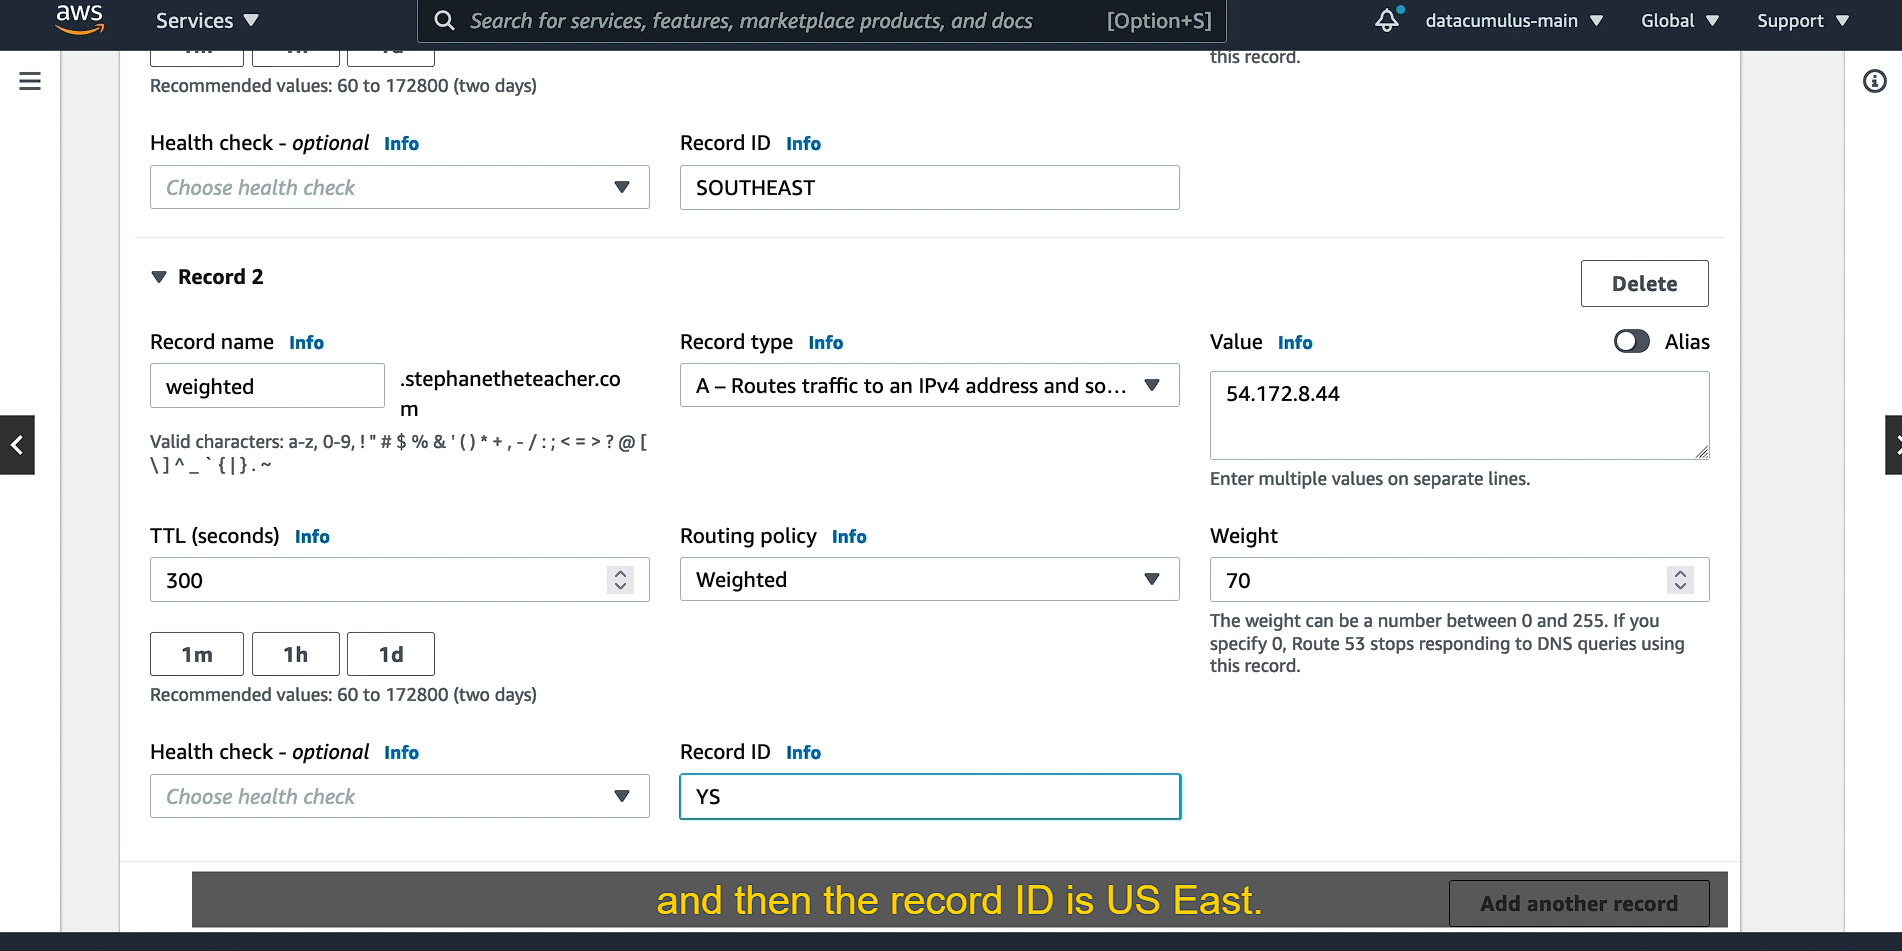 aws
Services
Search for services, features, marketplace products, and docs
[Option+S]
datacumulus-main
Global
Support
this record.
Recommended values: 60 to 172800 (two days)
Health check - optional Info
Record ID Info
Choose health check
SOUTHEAST
Record 2
Delete
Record name Info
Record type Info
Value Info
Alias
weighted
.stephanetheteacher.co
m
A – Routes traffic to an IPv4 address and so...
54.172.8.44
Valid characters: a-z, 0-9, ! " # $ % & ' ( ) * + , - / : ; < = > ? @ [
\ ] ^ _ ` { | } . ~
Enter multiple values on separate lines.
TTL (seconds) Info
Routing policy Info
Weight
300
Weighted
70
The weight can be a number between 0 and 255. If you
specify 0, Route 53 stops responding to DNS queries using
this record.
1m
1h
1d
Recommended values: 60 to 172800 (two days)
Health check - optional Info
Record ID Info
Choose health check
YS
and then the record ID is US East.
Add another record